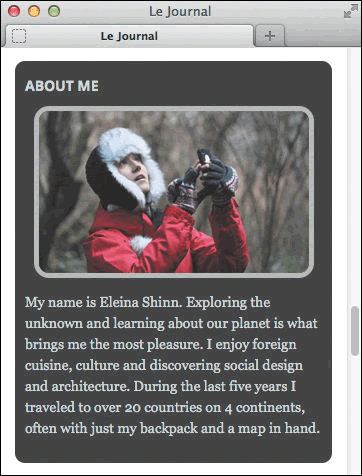 Le Journal
Le Journal
ABOUT ME
My name is Eleina Shinn. Exploring the
unknown and learning about our planet is what
brings me the most pleasure. I enjoy foreign
cuisine, culture and discovering social design
and architecture. During the last five years I
traveled to over 20 countries on 4 continents,
often with just my backpack and a map in hand.